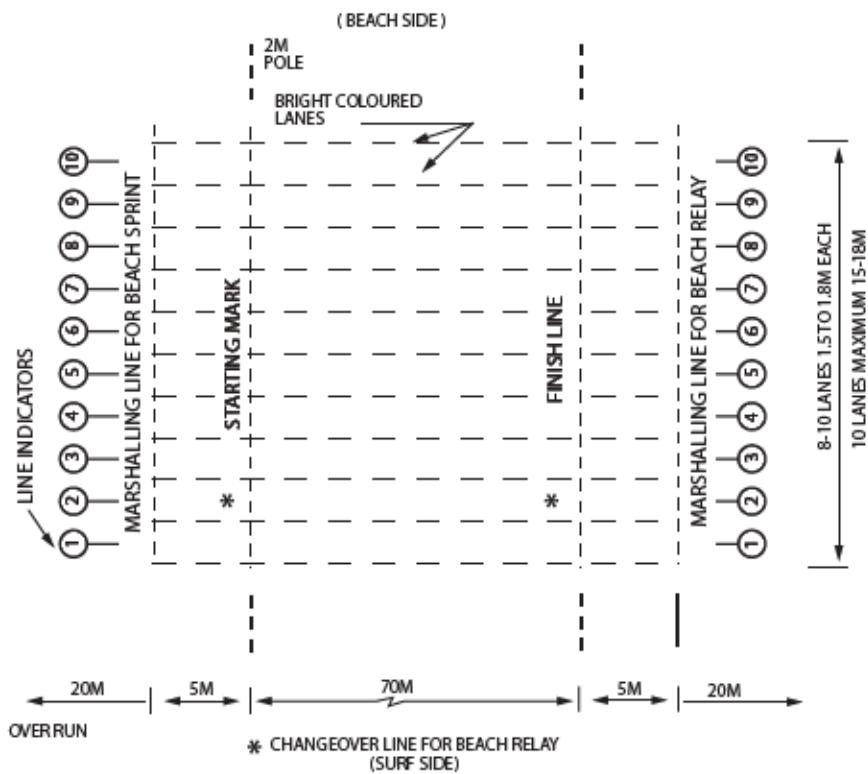 ( BEACH SIDE )
2M
POLE
BRIGHT COLOURED
LANES
LINE INDICATORS
10
9
8
7
6
5
4
3
2
1
MARSHALLING LINE FOR BEACH SPRINT
STARTING MARK
*
FINISH LINE
*
MARSHALLING LINE FOR BEACH RELAY
10
9
8
7
6
5
4
3
2
1
8-10 LANES 1.5 TO 1.8M EACH
10 LANES MAXIMUM 15-18M
20M
5M
70M
5M
20M
OVER RUN
* CHANGEOVER LINE FOR BEACH RELAY
(SURF SIDE)